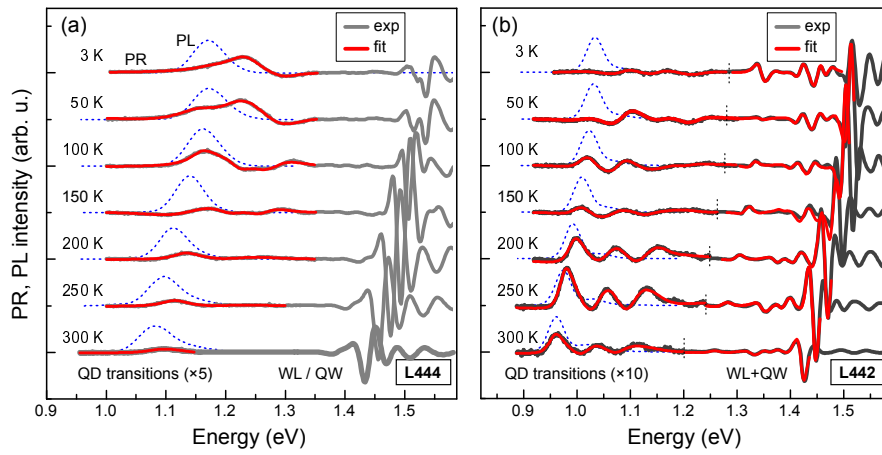 PR, PL intensity (arb. u.)
(a)
exp
fit
PL
PR
3 K
50 K
100 K
150 K
200 K
250 K
300 K
QD transitions (×5)
WL / QW
L444
0.9 1.0 1.1 1.2 1.3 1.4 1.5
Energy (eV)
(b)
exp
fit
3 K
50 K
100 K
150 K
200 K
250 K
300 K
QD transitions (×10)
WL+QW
L442
0.9 1.0 1.1 1.2 1.3 1.4 1.5
Energy (eV)